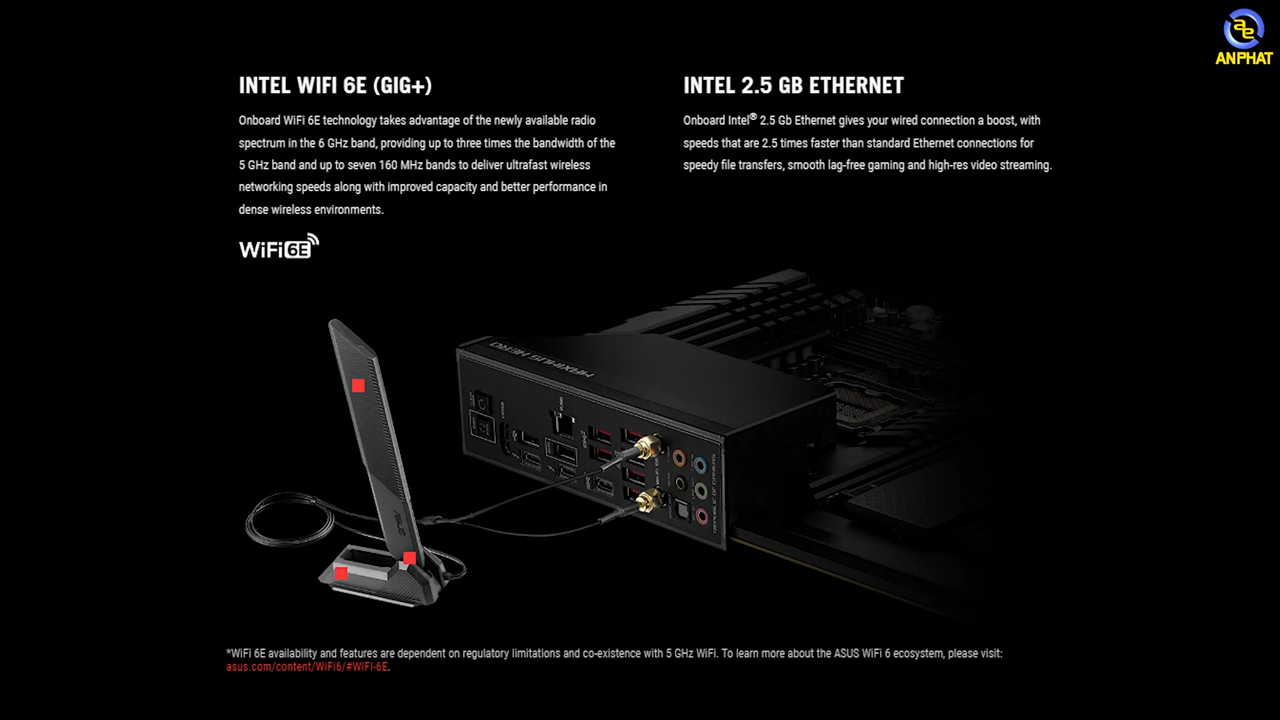 ANPHAT
INTEL WIFI 6E (GIG+)
Onboard WiFi 6E technology takes advantage of the newly available radio
spectrum in the 6 GHz band, providing up to three times the bandwidth of the
5 GHz band and up to seven 160 MHz bands to deliver ultrafast wireless
networking speeds along with improved capacity and better performance in
dense wireless environments.
WiFi 6E
INTEL 2.5 GB ETHERNET
Onboard Intel® 2.5 Gb Ethernet gives your wired connection a boost, with
speeds that are 2.5 times faster than standard Ethernet connections for
speedy file transfers, smooth lag-free gaming and high-res video streaming.
MAXIMUS HERO
REPUBLIC OF GAMERS
ASUS
*WiFi 6E availability and features are dependent on regulatory limitations and co-existence with 5 GHz WiFi. To learn more about the ASUS WiFi 6 ecosystem, please visit:
asus.com/content/WiFi6/#WIFI-6E.